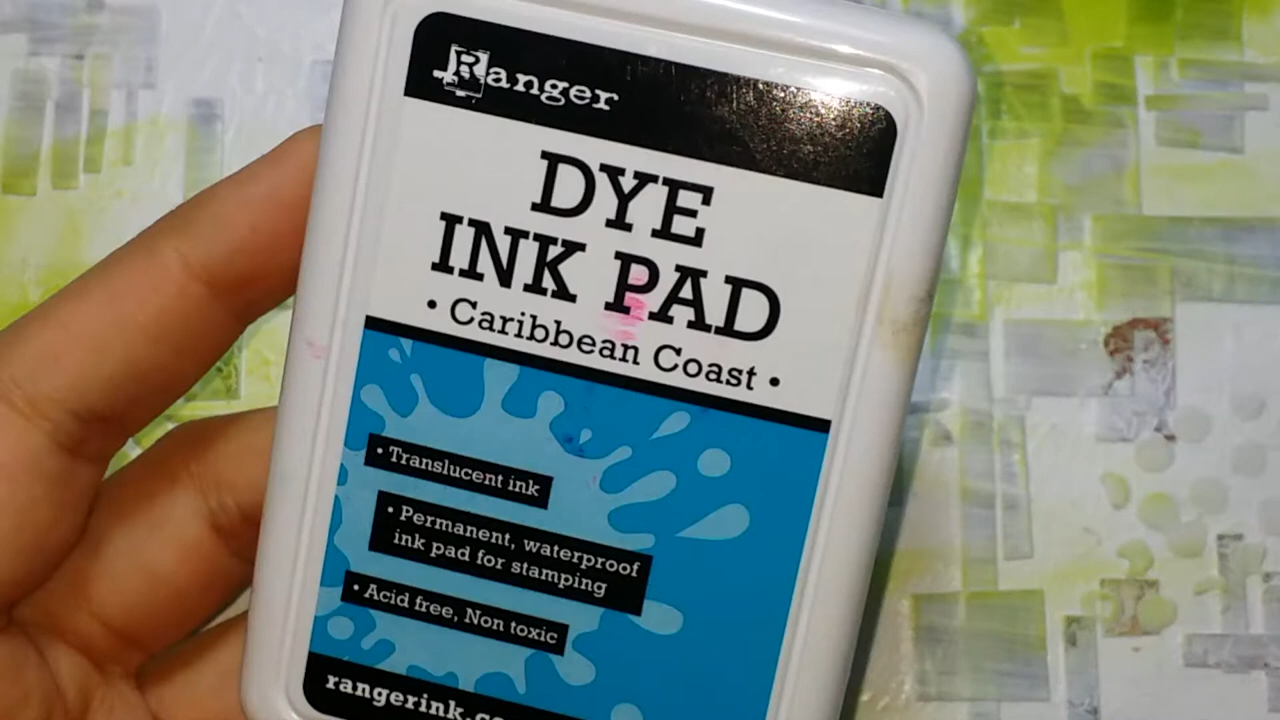 Ranger
DYE
INK PAD
• Caribbean Coast •
• Translucent ink
• Permanent, waterproof
ink pad for stamping
• Acid free, Non toxic